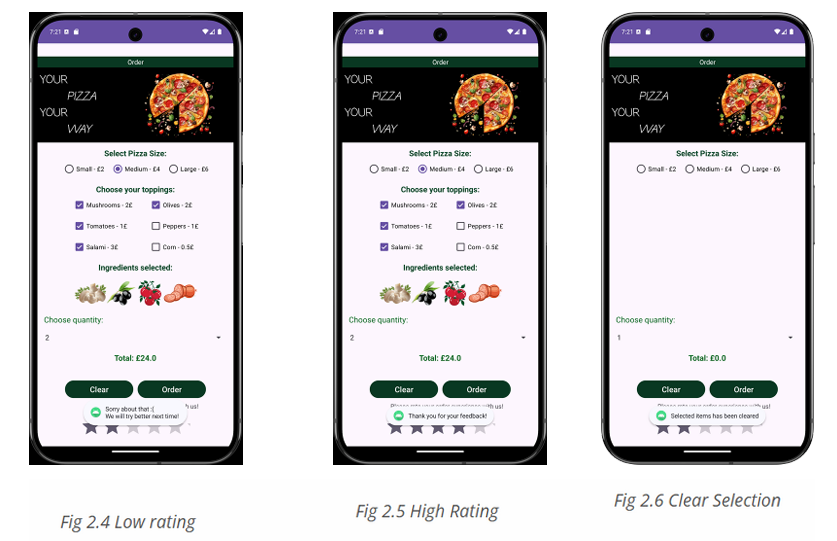 7:21
Order
YOUR
PIZZA
YOUR
WAY
Select Pizza Size:
Small - £2 Medium - £4 Large - £6
Choose your toppings:
Mushrooms - 2£ Olives - 2£
Tomatoes - 1£ Peppers - 1£
Salami - 3£ Corn - 0.5£
Ingredients selected:
Choose quantity:
2
Total: £24.0
Clear Order
with us!
Sorry about that :(
We will try better next time!
Fig 2.4 Low rating
7:21
Order
YOUR
PIZZA
YOUR
WAY
Select Pizza Size:
Small - £2 Medium - £4 Large - £6
Choose your toppings:
Mushrooms - 2£ Olives - 2£
Tomatoes - 1£ Peppers - 1£
Salami - 3£ Corn - 0.5£
Ingredients selected:
Choose quantity:
2
Total: £24.0
Clear Order
Please rate your order experience with us!
Thank you for your feedback!
Fig 2.5 High Rating
7:21
Order
YOUR
PIZZA
YOUR
WAY
Select Pizza Size:
Small - £2 Medium - £4 Large - £6
Choose quantity:
1
Total: £0.0
Clear Order
Please rate your order experience with us!
Selected items has been cleared
Fig 2.6 Clear Selection